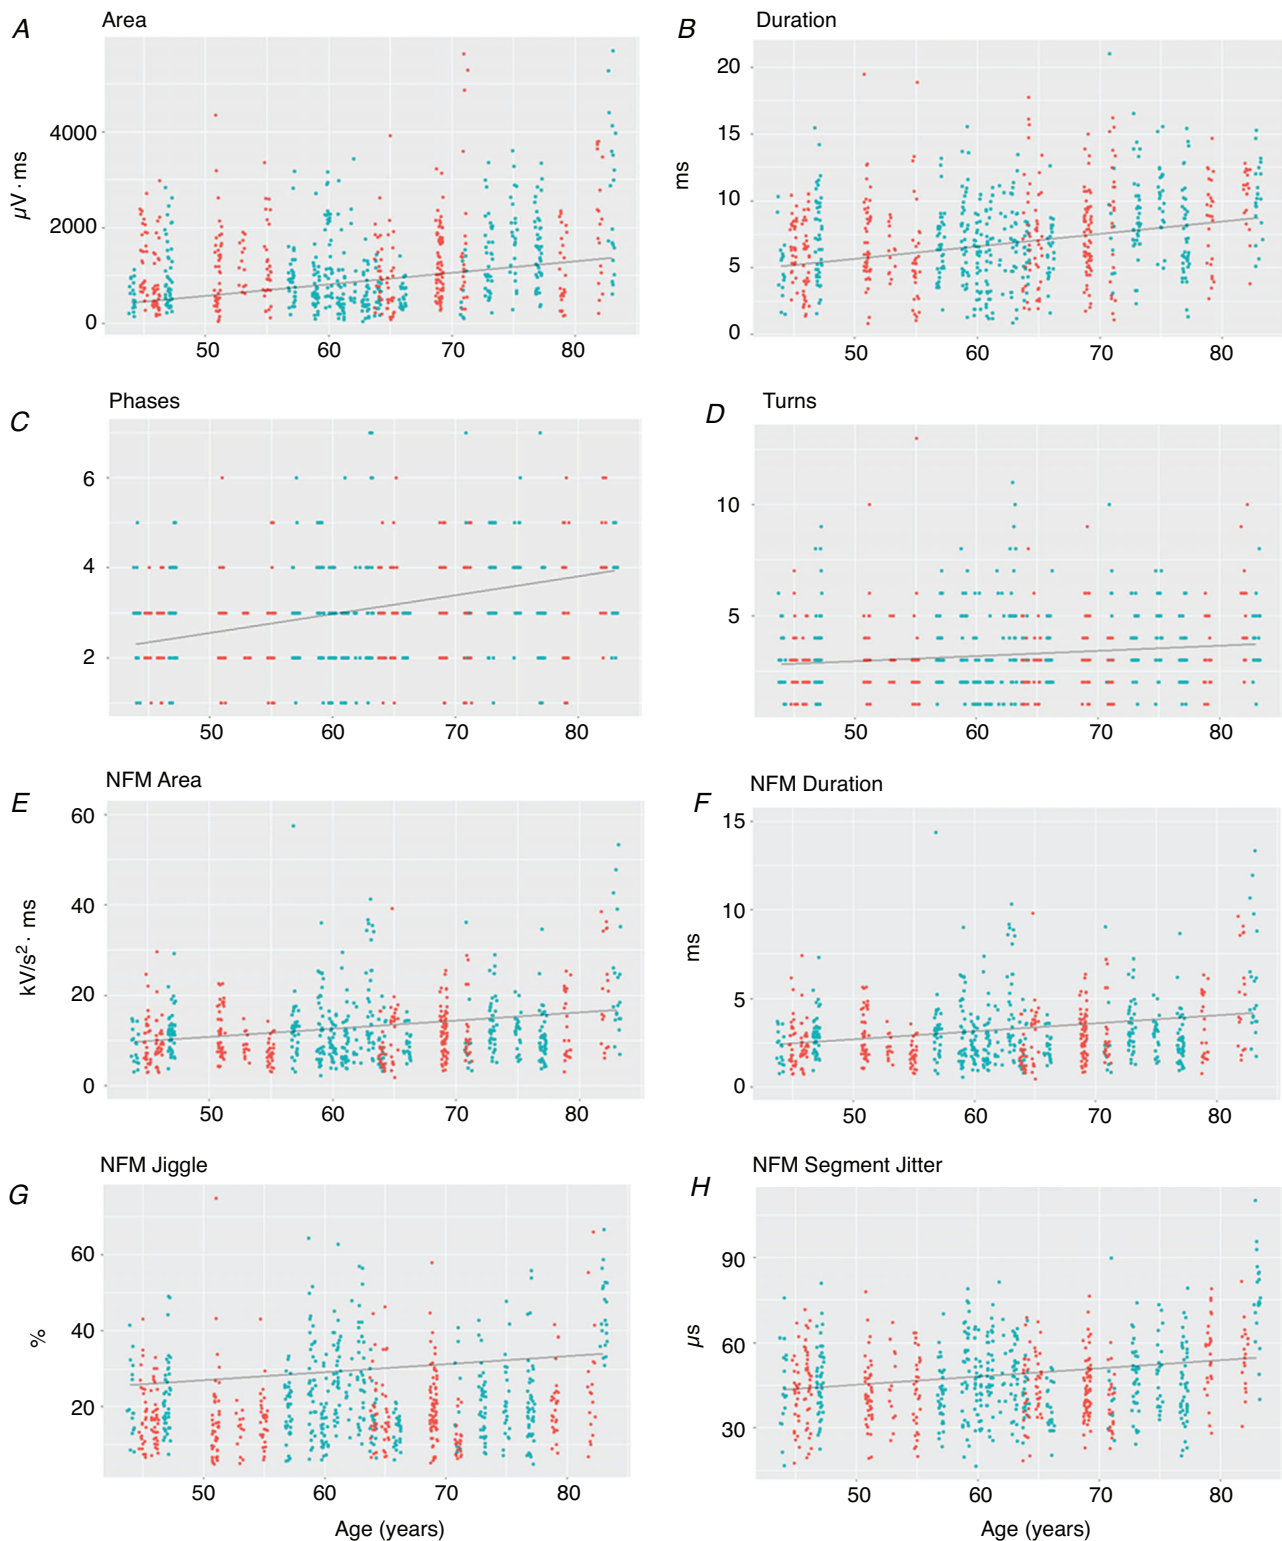 A
Area
B
Duration
μV·ms
4000
2000
0
50
60
70
80
ms
20
15
10
5
0
50
60
70
80
C
Phases
D
Turns
6
4
2
50
60
70
80
10
5
50
60
70
80
E
NFM Area
F
NFM Duration
kV/s²· ms
60
40
20
0
50
60
70
80
ms
15
10
5
0
50
60
70
80
G
NFM Jiggle
H
NFM Segment Jitter
%
60
40
20
50
60
70
80
Age (years)
μs
90
60
30
50
60
70
80
Age (years)